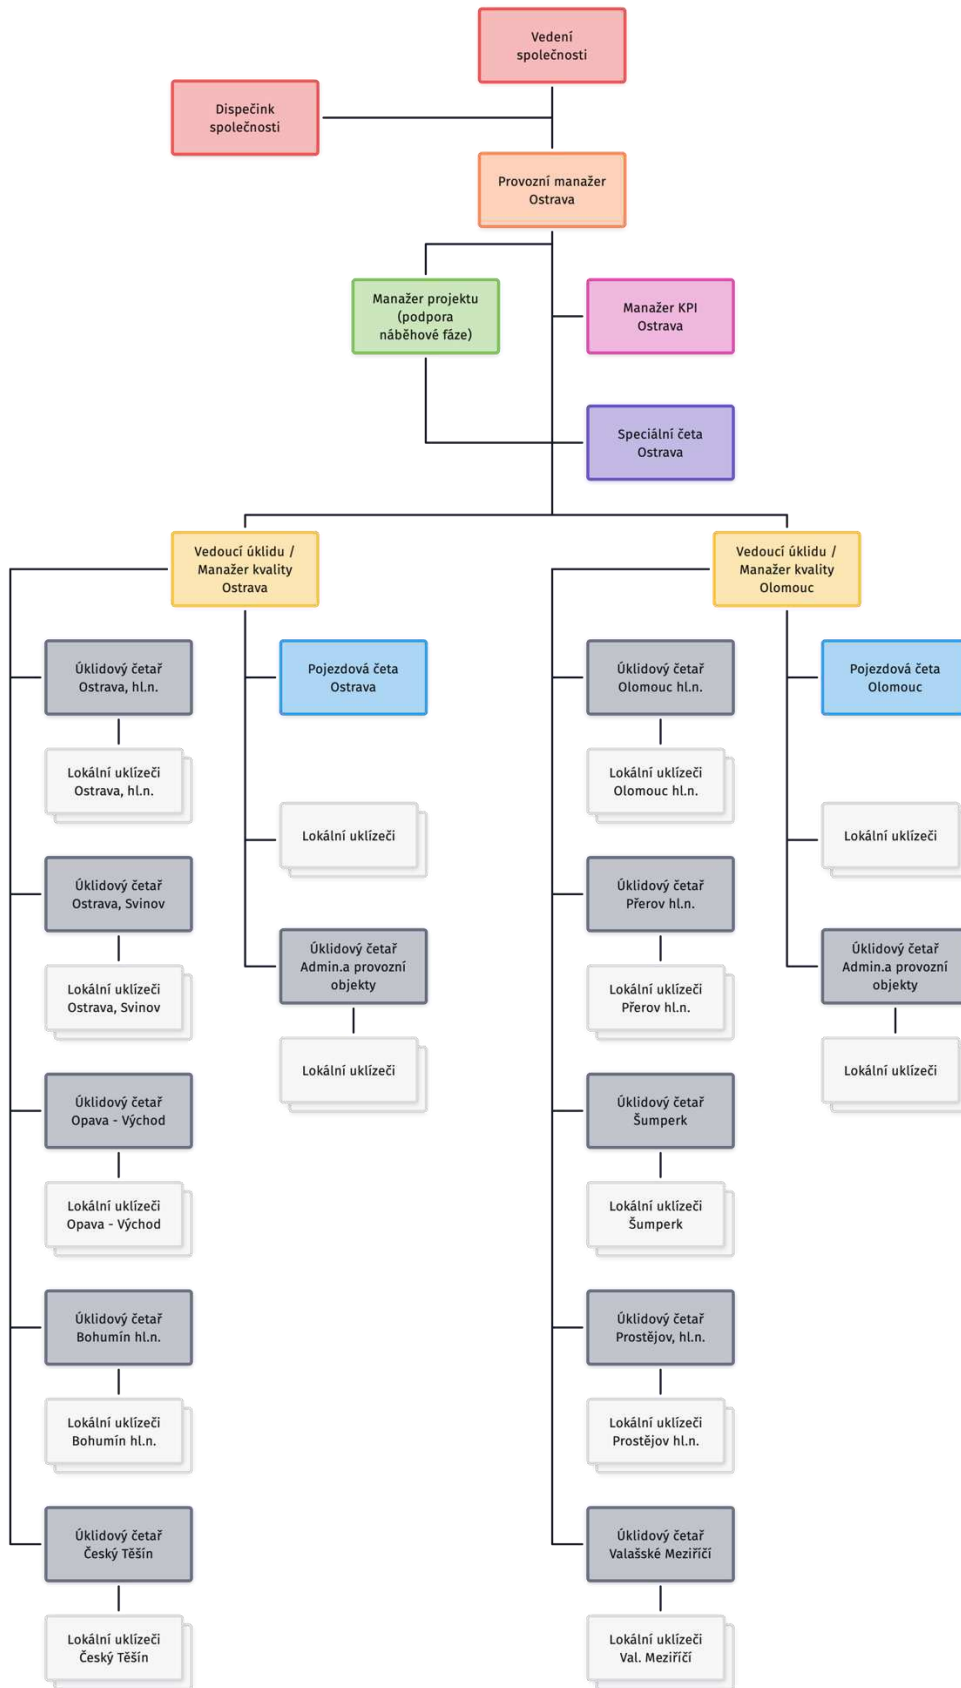 Vedení
společnosti
Dispečink
společnosti
Provozní manažer
Ostrava
Manažer projektu
(podpora
náběhové fáze)
Manažer KPI
Ostrava
Speciální četa
Ostrava
Vedoucí úklidu /
Manažer kvality
Ostrava
Vedoucí úklidu /
Manažer kvality
Olomouc
Úklidový četař
Ostrava, hl.n.
Pojezdová četa
Ostrava
Úklidový četař
Olomouc hl.n.
Pojezdová četa
Olomouc
Lokální uklízeči
Ostrava, hl.n.
Lokální uklízeči
Lokální uklízeči
Olomouc hl.n.
Lokální uklízeči
Úklidový četař
Ostrava, Svinov
Úklidový četař
Admin.a provozní
objekty
Úklidový četař
Přerov hl.n.
Úklidový četař
Admin.a provozní
objekty
Lokální uklízeči
Ostrava, Svinov
Lokální uklízeči
Lokální uklízeči
Přerov hl.n.
Lokální uklízeči
Úklidový četař
Opava - Východ
Úklidový četař
Šumperk
Lokální uklízeči
Opava - Východ
Lokální uklízeči
Šumperk
Úklidový četař
Bohumín hl.n.
Úklidový četař
Prostějov, hl.n.
Lokální uklízeči
Bohumín hl.n.
Lokální uklízeči
Prostějov hl.n.
Úklidový četař
Český Těšín
Úklidový četař
Valašské Meziříčí
Lokální uklízeči
Český Těšín
Lokální uklízeči
Val. Meziříčí